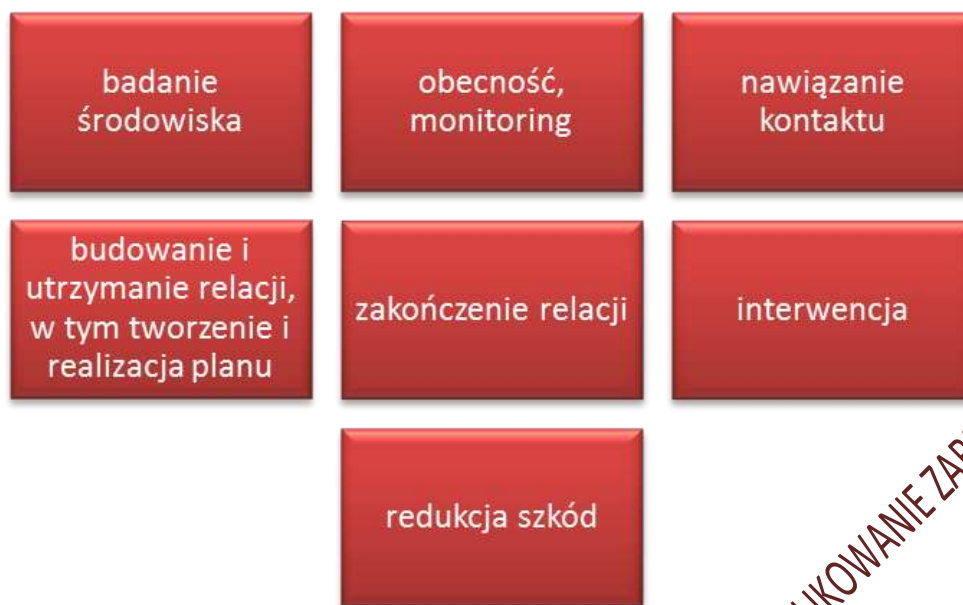 badanie
środowiska
obecność,
monitoring
nawiązanie
kontaktu
budowanie i
utrzymanie relacji,
w tym tworzenie i
realizacja planu
zakończenie relacji
interwencja
redukcja szkód